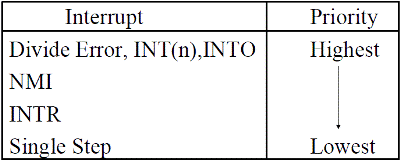 Interrupt Priority
Divide Error, INT(n),INTO Highest
NMI
INTR
Single Step Lowest